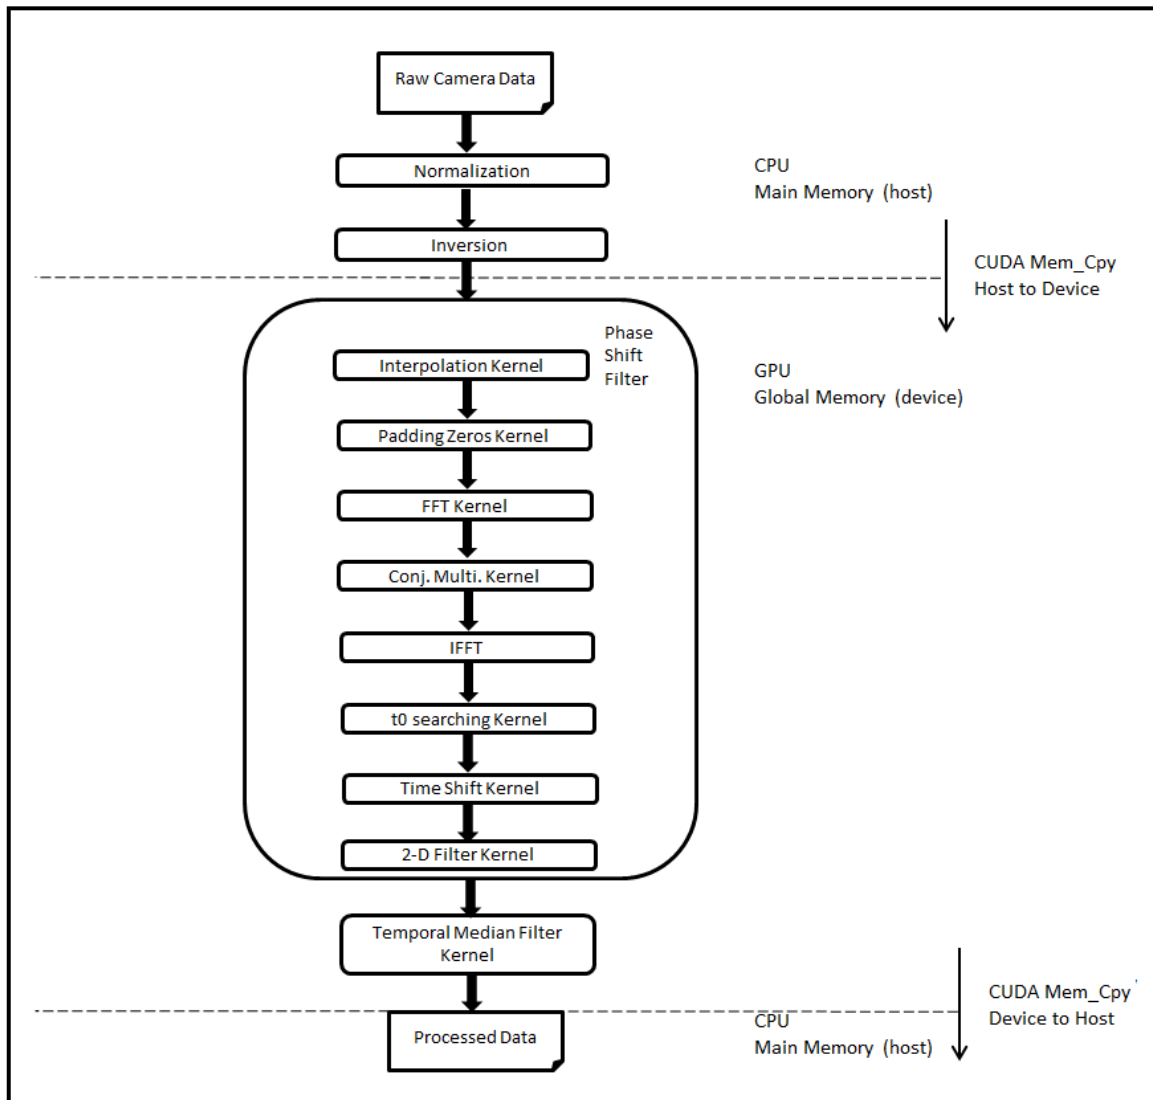 Raw Camera Data
Normalization
CPU
Main Memory (host)
Inversion
CUDA Mem_Cpy
Host to Device
Phase
Shift
Filter
Interpolation Kernel
GPU
Global Memory (device)
Padding Zeros Kernel
FFT Kernel
Conj. Multi. Kernel
IFFT
t0 searching Kernel
Time Shift Kernel
2-D Filter Kernel
Temporal Median Filter
Kernel
CUDA Mem_Cpy '
Device to Host
Processed Data
CPU
Main Memory (host)